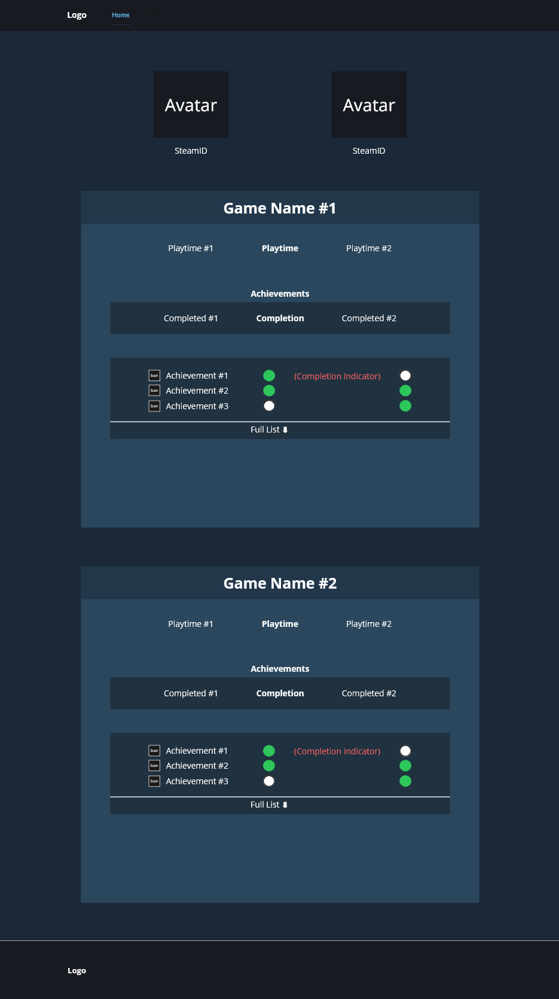 Logo Home
Avatar Avatar
SteamID SteamID
Game Name #1
Playtime #1 Playtime Playtime #2
Achievements
Completed #1 Completion Completed #2
Icon Achievement #1 (Completion Indicator)
Icon Achievement #2
Icon Achievement #3
Full List ⬇
Game Name #2
Playtime #1 Playtime Playtime #2
Achievements
Completed #1 Completion Completed #2
Icon Achievement #1 (Completion Indicator)
Icon Achievement #2
Icon Achievement #3
Full List ⬇
Logo